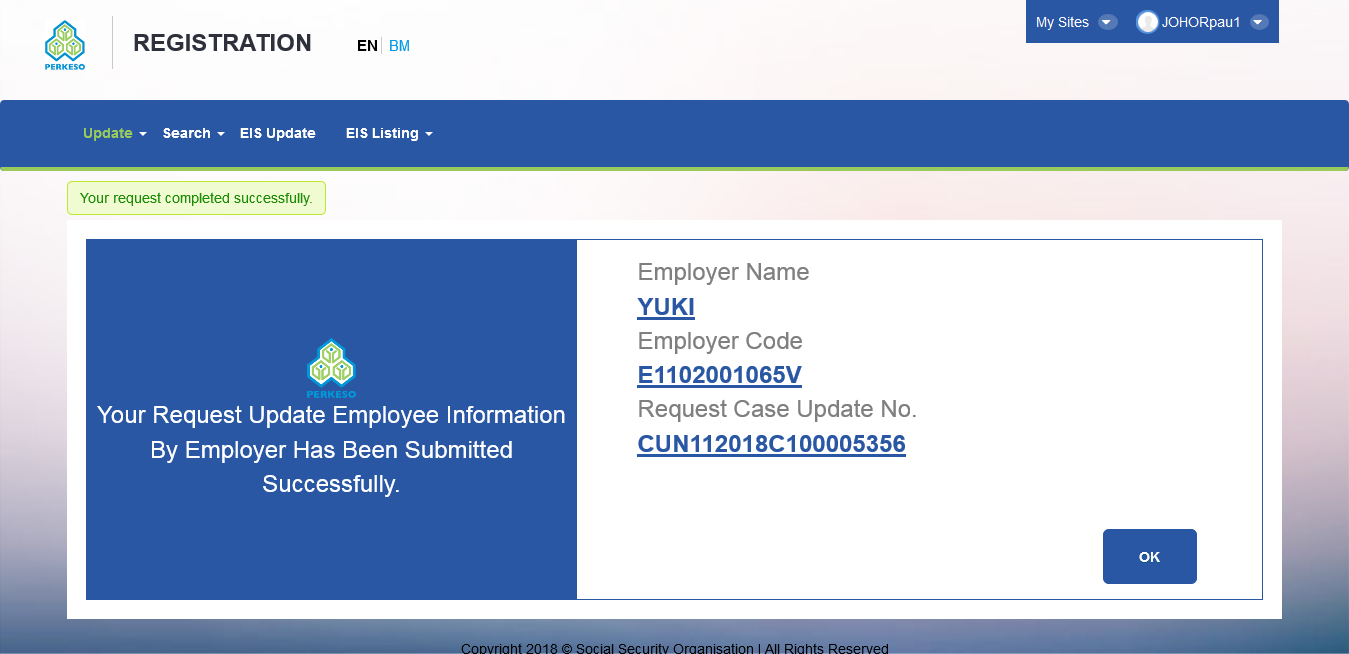 My Sites JOHORpau1
PERKESO
REGISTRATION EN BM
Update Search EIS Update EIS Listing
Your request completed successfully.
PERKESO
Your Request Update Employee Information
By Employer Has Been Submitted
Successfully.
Employer Name
YUKI
Employer Code
E1102001065V
Request Case Update No.
CUN112018C100005356
OK
Copyright 2018 © Social Security Organisation | All Rights Reserved